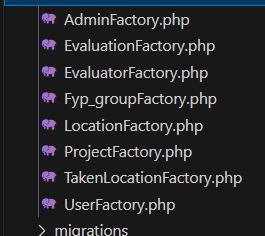 AdminFactory.php
EvaluationFactory.php
EvaluatorFactory.php
Fyp_groupFactory.php
LocationFactory.php
ProjectFactory.php
TakenLocationFactory.php
UserFactory.php
migrations